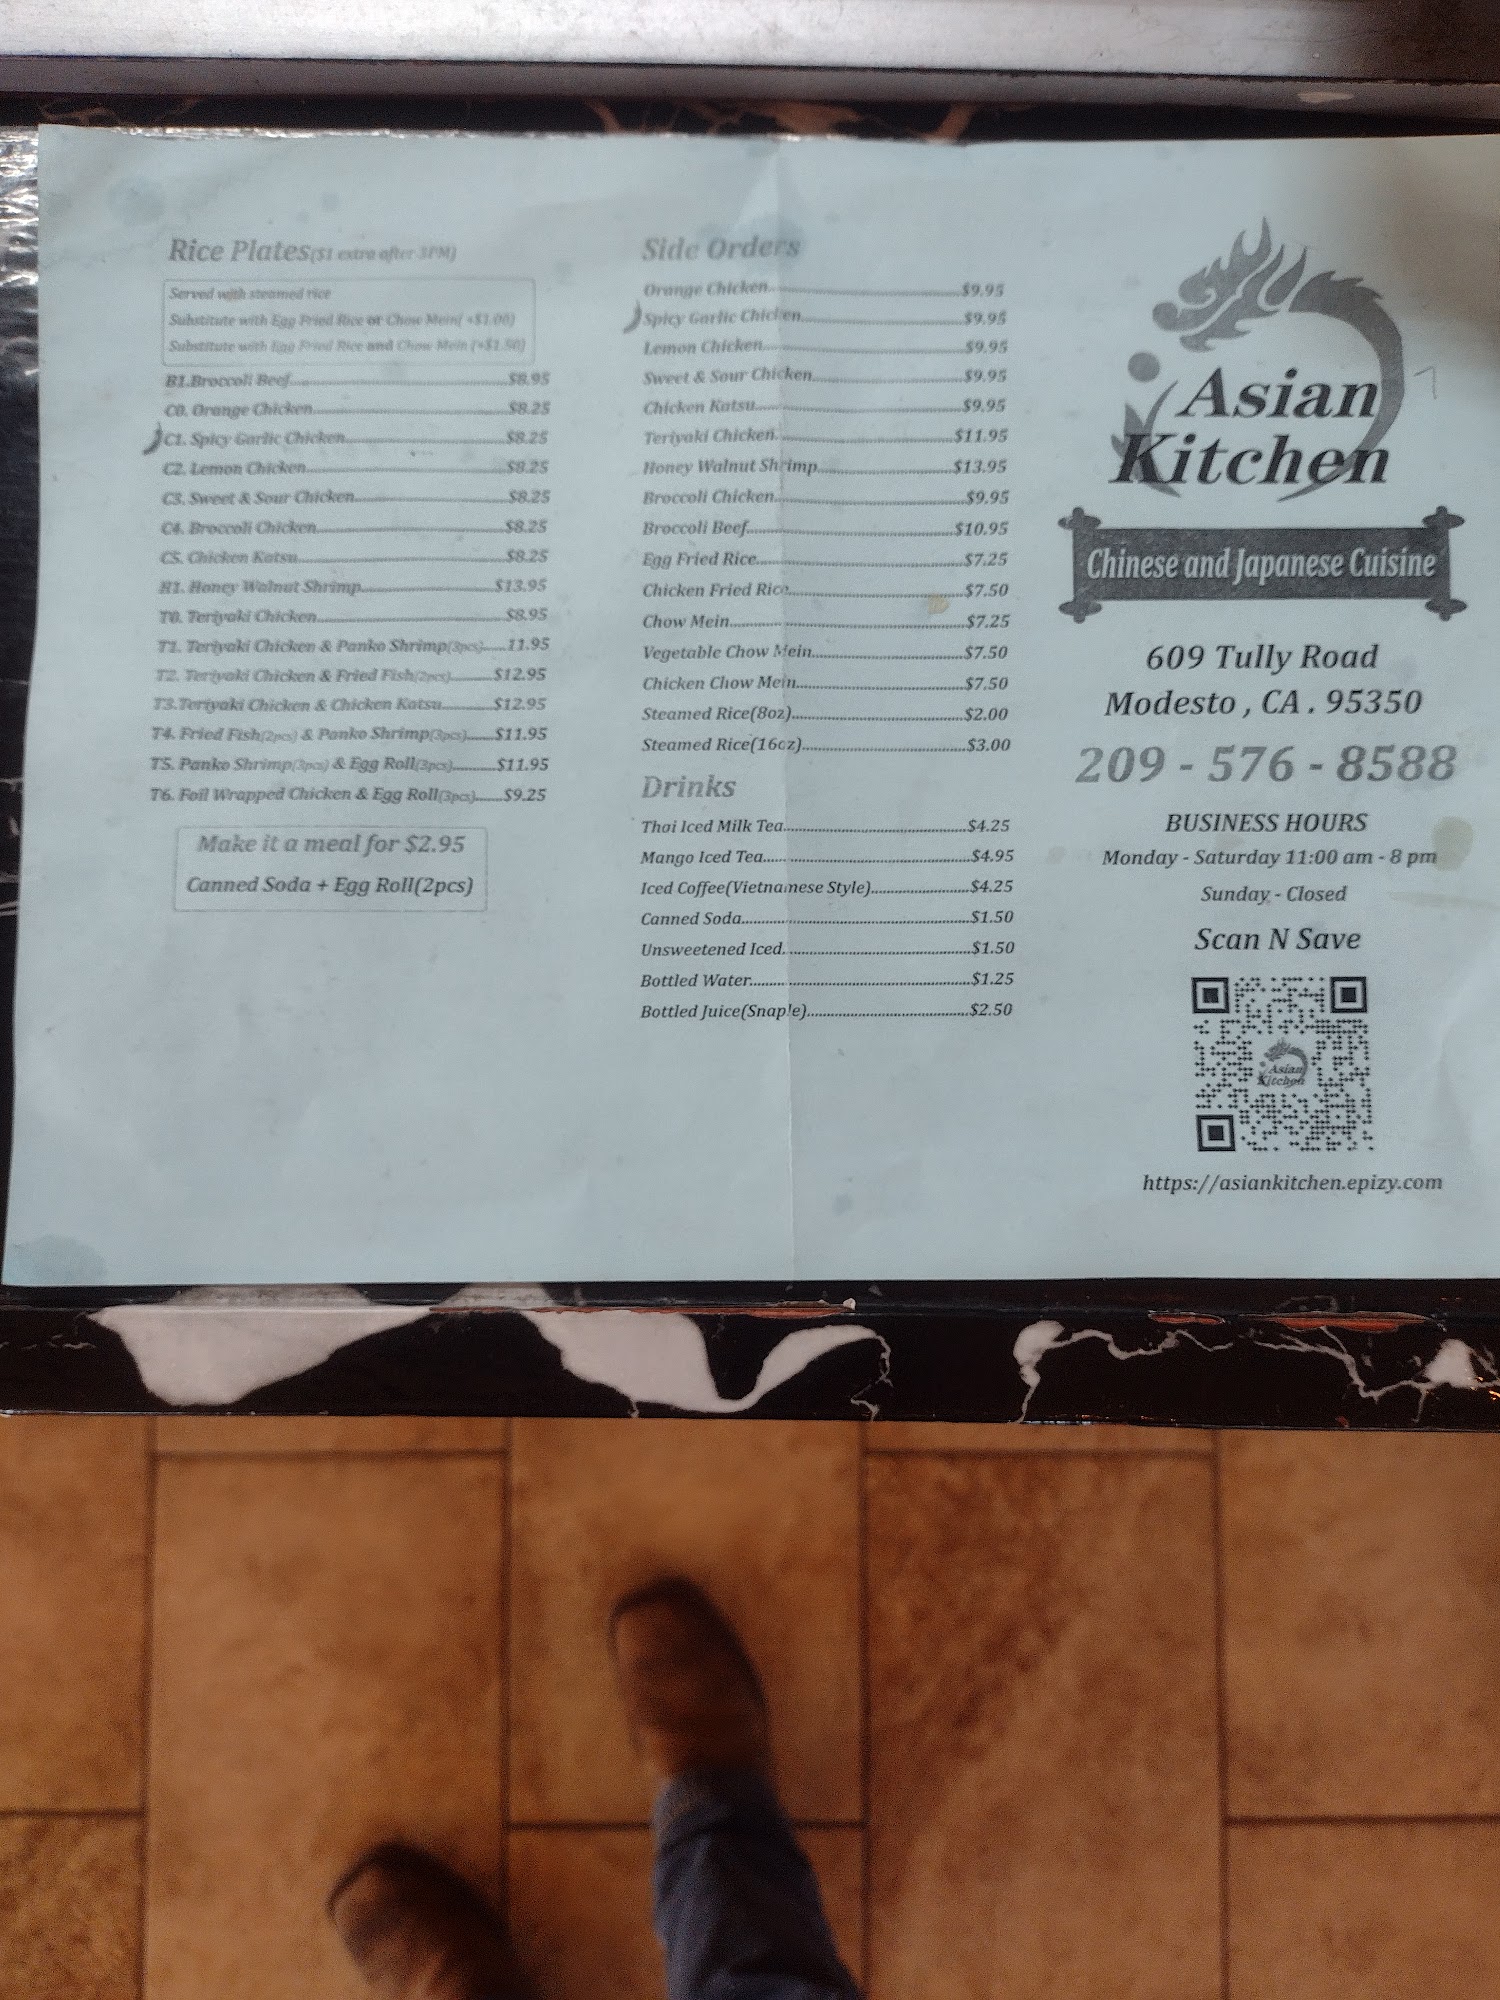 Rice Plates($1 extra after 3PM)
Served with steamed rice
Substitute with Egg Fried Rice or Chow Mein( +$1.00)
Substitute with Egg Fried Rice and Chow Mein (+$1.50)
B1.Broccoli Beef $8.95
C0. Orange Chicken $8.25
C1. Spicy Garlic Chicken $8.25
C2. Lemon Chicken $8.25
C3. Sweet & Sour Chicken $8.25
C4. Broccoli Chicken $8.25
C5. Chicken Katsu $8.25
H1. Honey Walnut Shrimp $13.95
T0. Teriyaki Chicken $8.95
T1. Teriyaki Chicken & Panko Shrimp(3pcs) 11.95
T2. Teriyaki Chicken & Fried Fish(2pcs) $12.95
T3.Teriyaki Chicken & Chicken Katsu $12.95
T4. Fried Fish(2pcs) & Panko Shrimp(3pcs) $11.95
T5. Panko Shrimp(3pcs) & Egg Roll(3pcs) $11.95
T6. Foil Wrapped Chicken & Egg Roll(3pcs) $9.25
Make it a meal for $2.95
Canned Soda + Egg Roll(2pcs)
Side Orders
Orange Chicken $9.95
Spicy Garlic Chicken $9.95
Lemon Chicken $9.95
Sweet & Sour Chicken $9.95
Chicken Katsu $9.95
Teriyaki Chicken $11.95
Honey Walnut Shrimp $13.95
Broccoli Chicken $9.95
Broccoli Beef $10.95
Egg Fried Rice $7.25
Chicken Fried Rice $7.50
Chow Mein $7.25
Vegetable Chow Mein $7.50
Chicken Chow Mein $7.50
Steamed Rice(8oz) $2.00
Steamed Rice(16oz) $3.00
Drinks
Thai Iced Milk Tea $4.25
Mango Iced Tea $4.95
Iced Coffee(Vietnamese Style) $4.25
Canned Soda $1.50
Unsweetened Iced $1.50
Bottled Water $1.25
Bottled Juice(Snaple) $2.50
Asian
Kitchen
Chinese and Japanese Cuisine
609 Tully Road
Modesto , CA . 95350
209 - 576 - 8588
BUSINESS HOURS
Monday - Saturday 11:00 am - 8 pm
Sunday - Closed
Scan N Save
Asian
Kitchen
https://asiankitchen.epizy.com